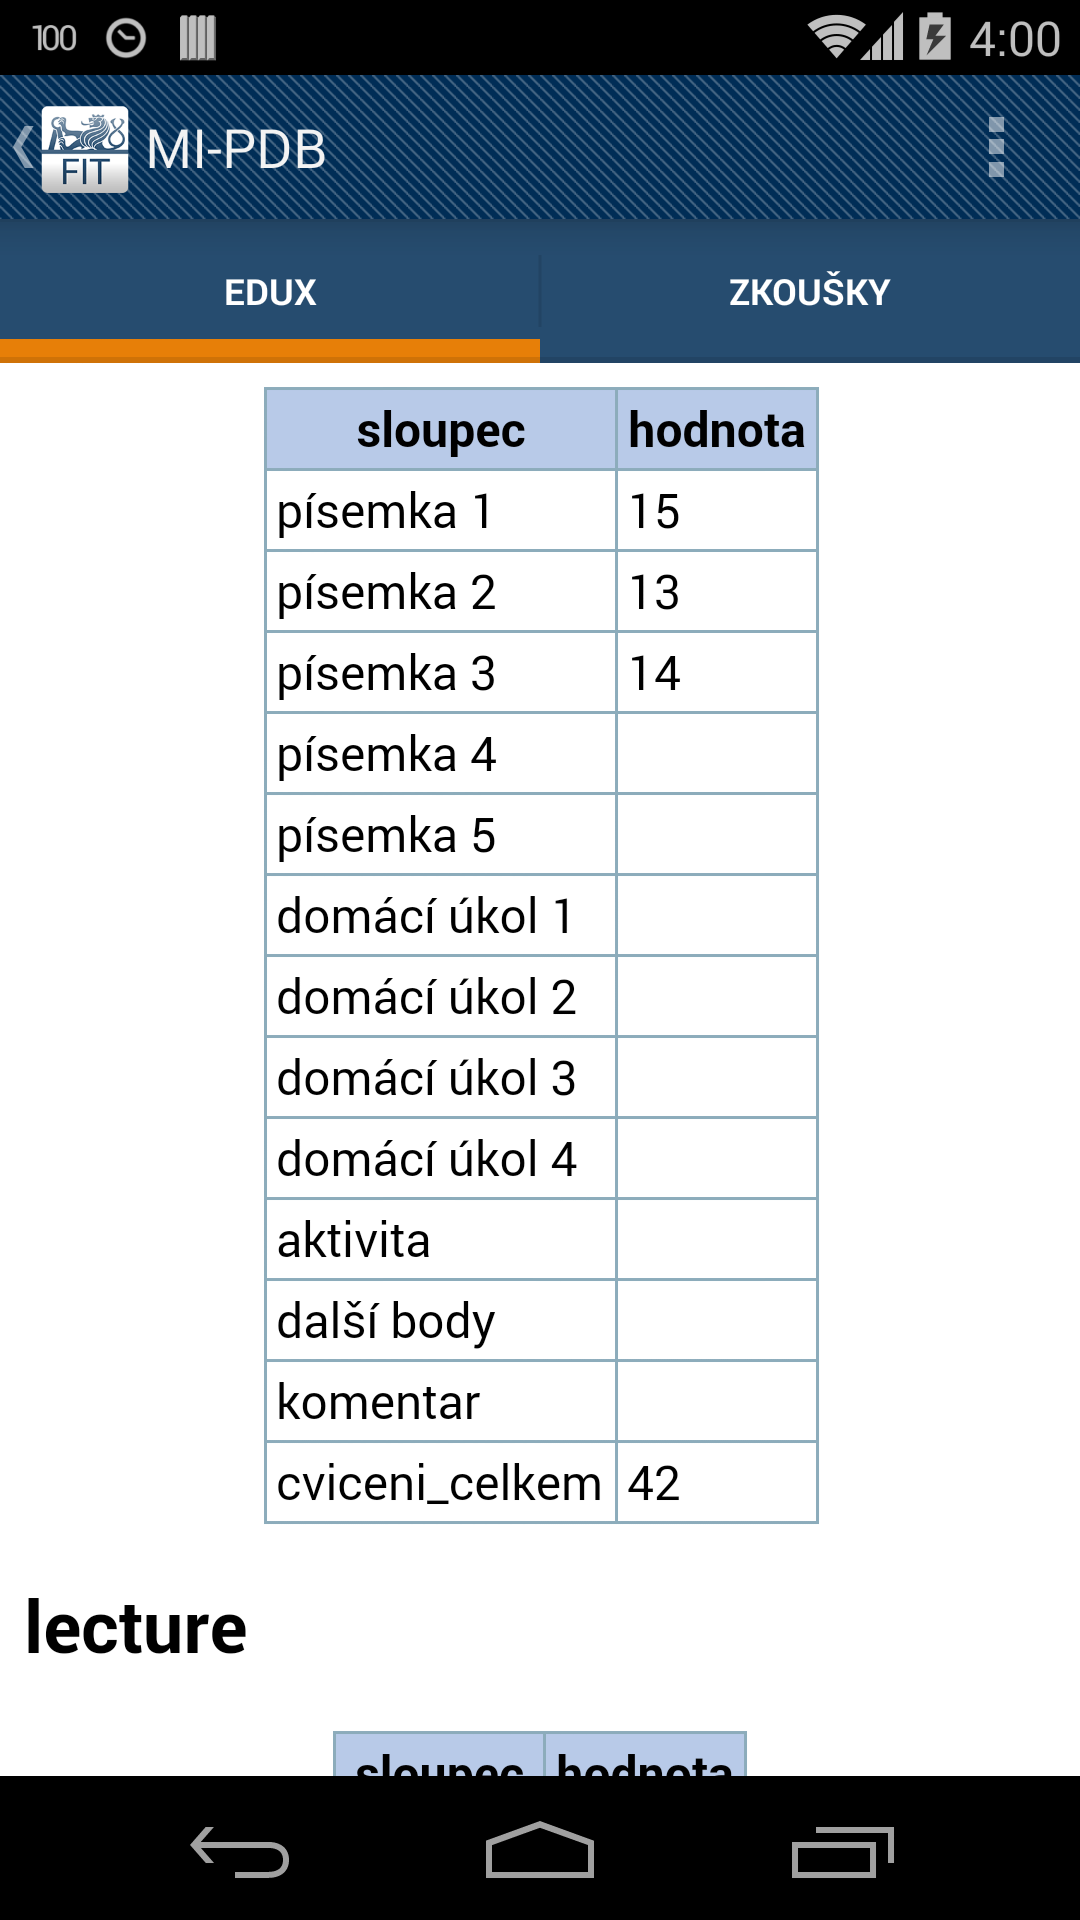 100 4:00
FIT MI-PDB
EDUX ZKOUŠKY
sloupec hodnota
písemka 1 15
písemka 2 13
písemka 3 14
písemka 4
písemka 5
domácí úkol 1
domácí úkol 2
domácí úkol 3
domácí úkol 4
aktivita
další body
komentar
cviceni_celkem 42
lecture
sloupec hodnota